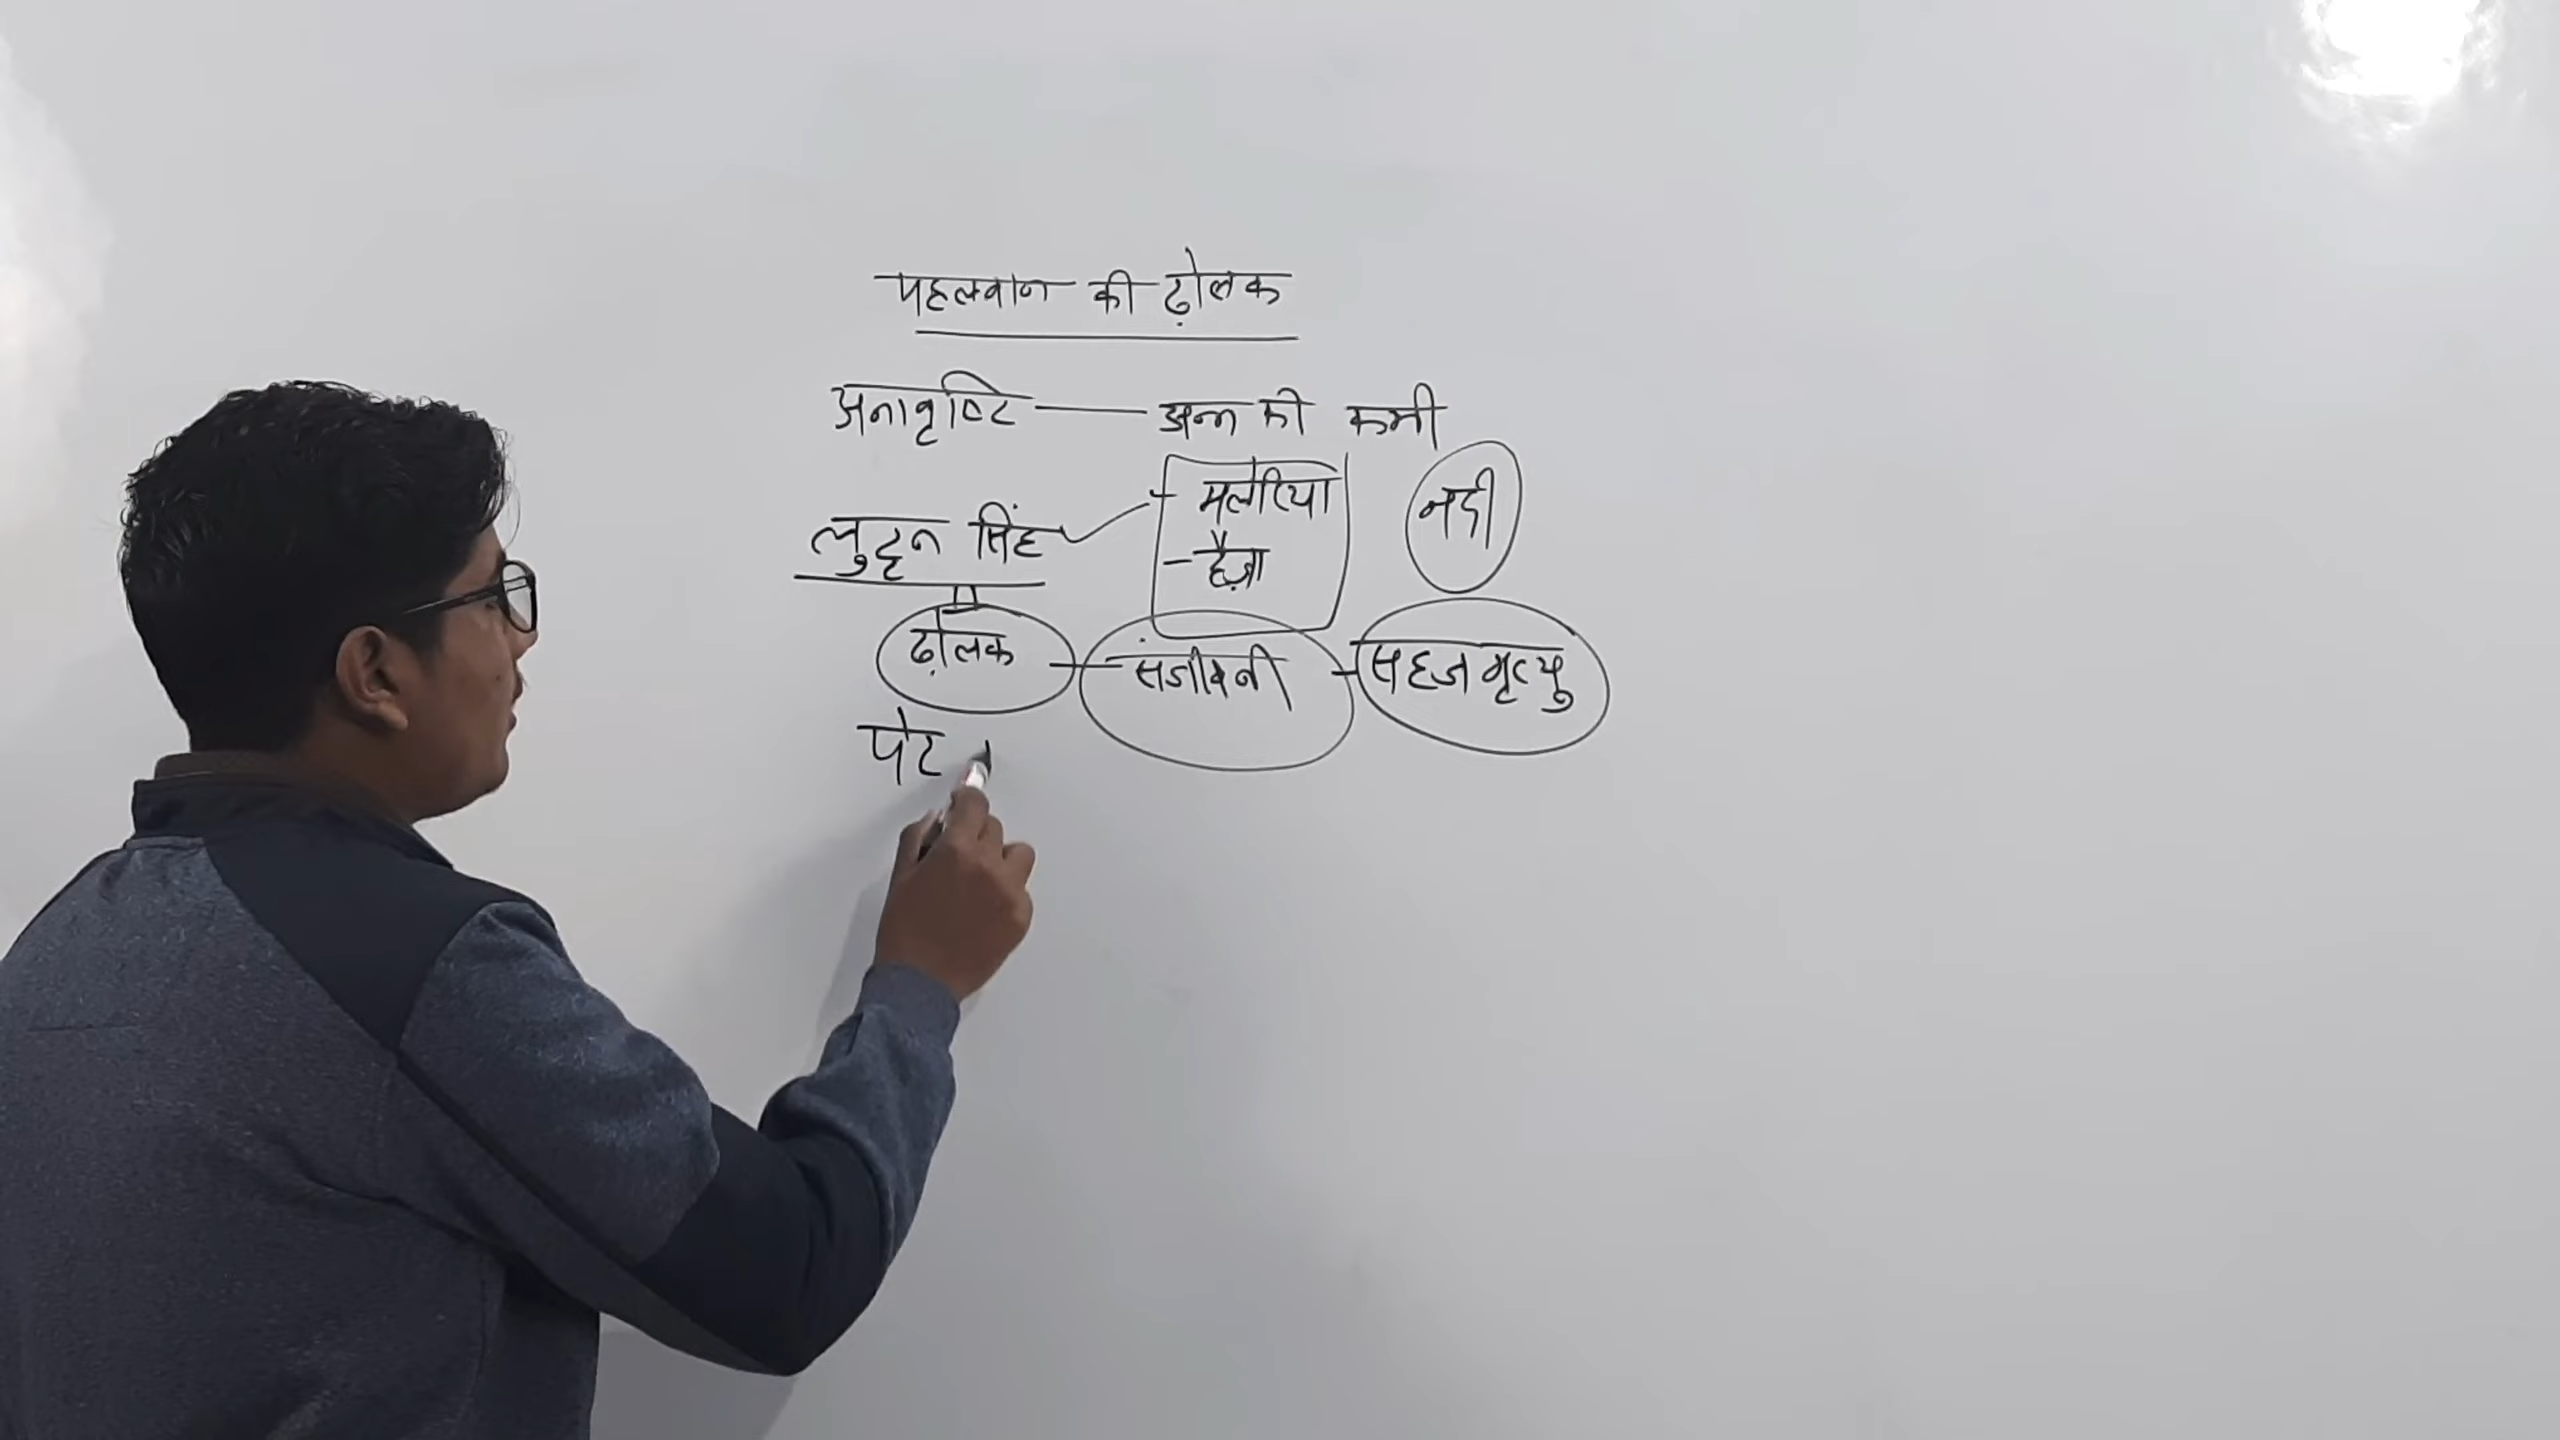 पहलवान की ढ़ोलक
अनावृष्टि — अन्न की कमी
लुट्टन सिंह - मलेरिया
- हैज़ा
नदी
ढ़ोलक - संजीवनी - सहज मृत्यु
पेट